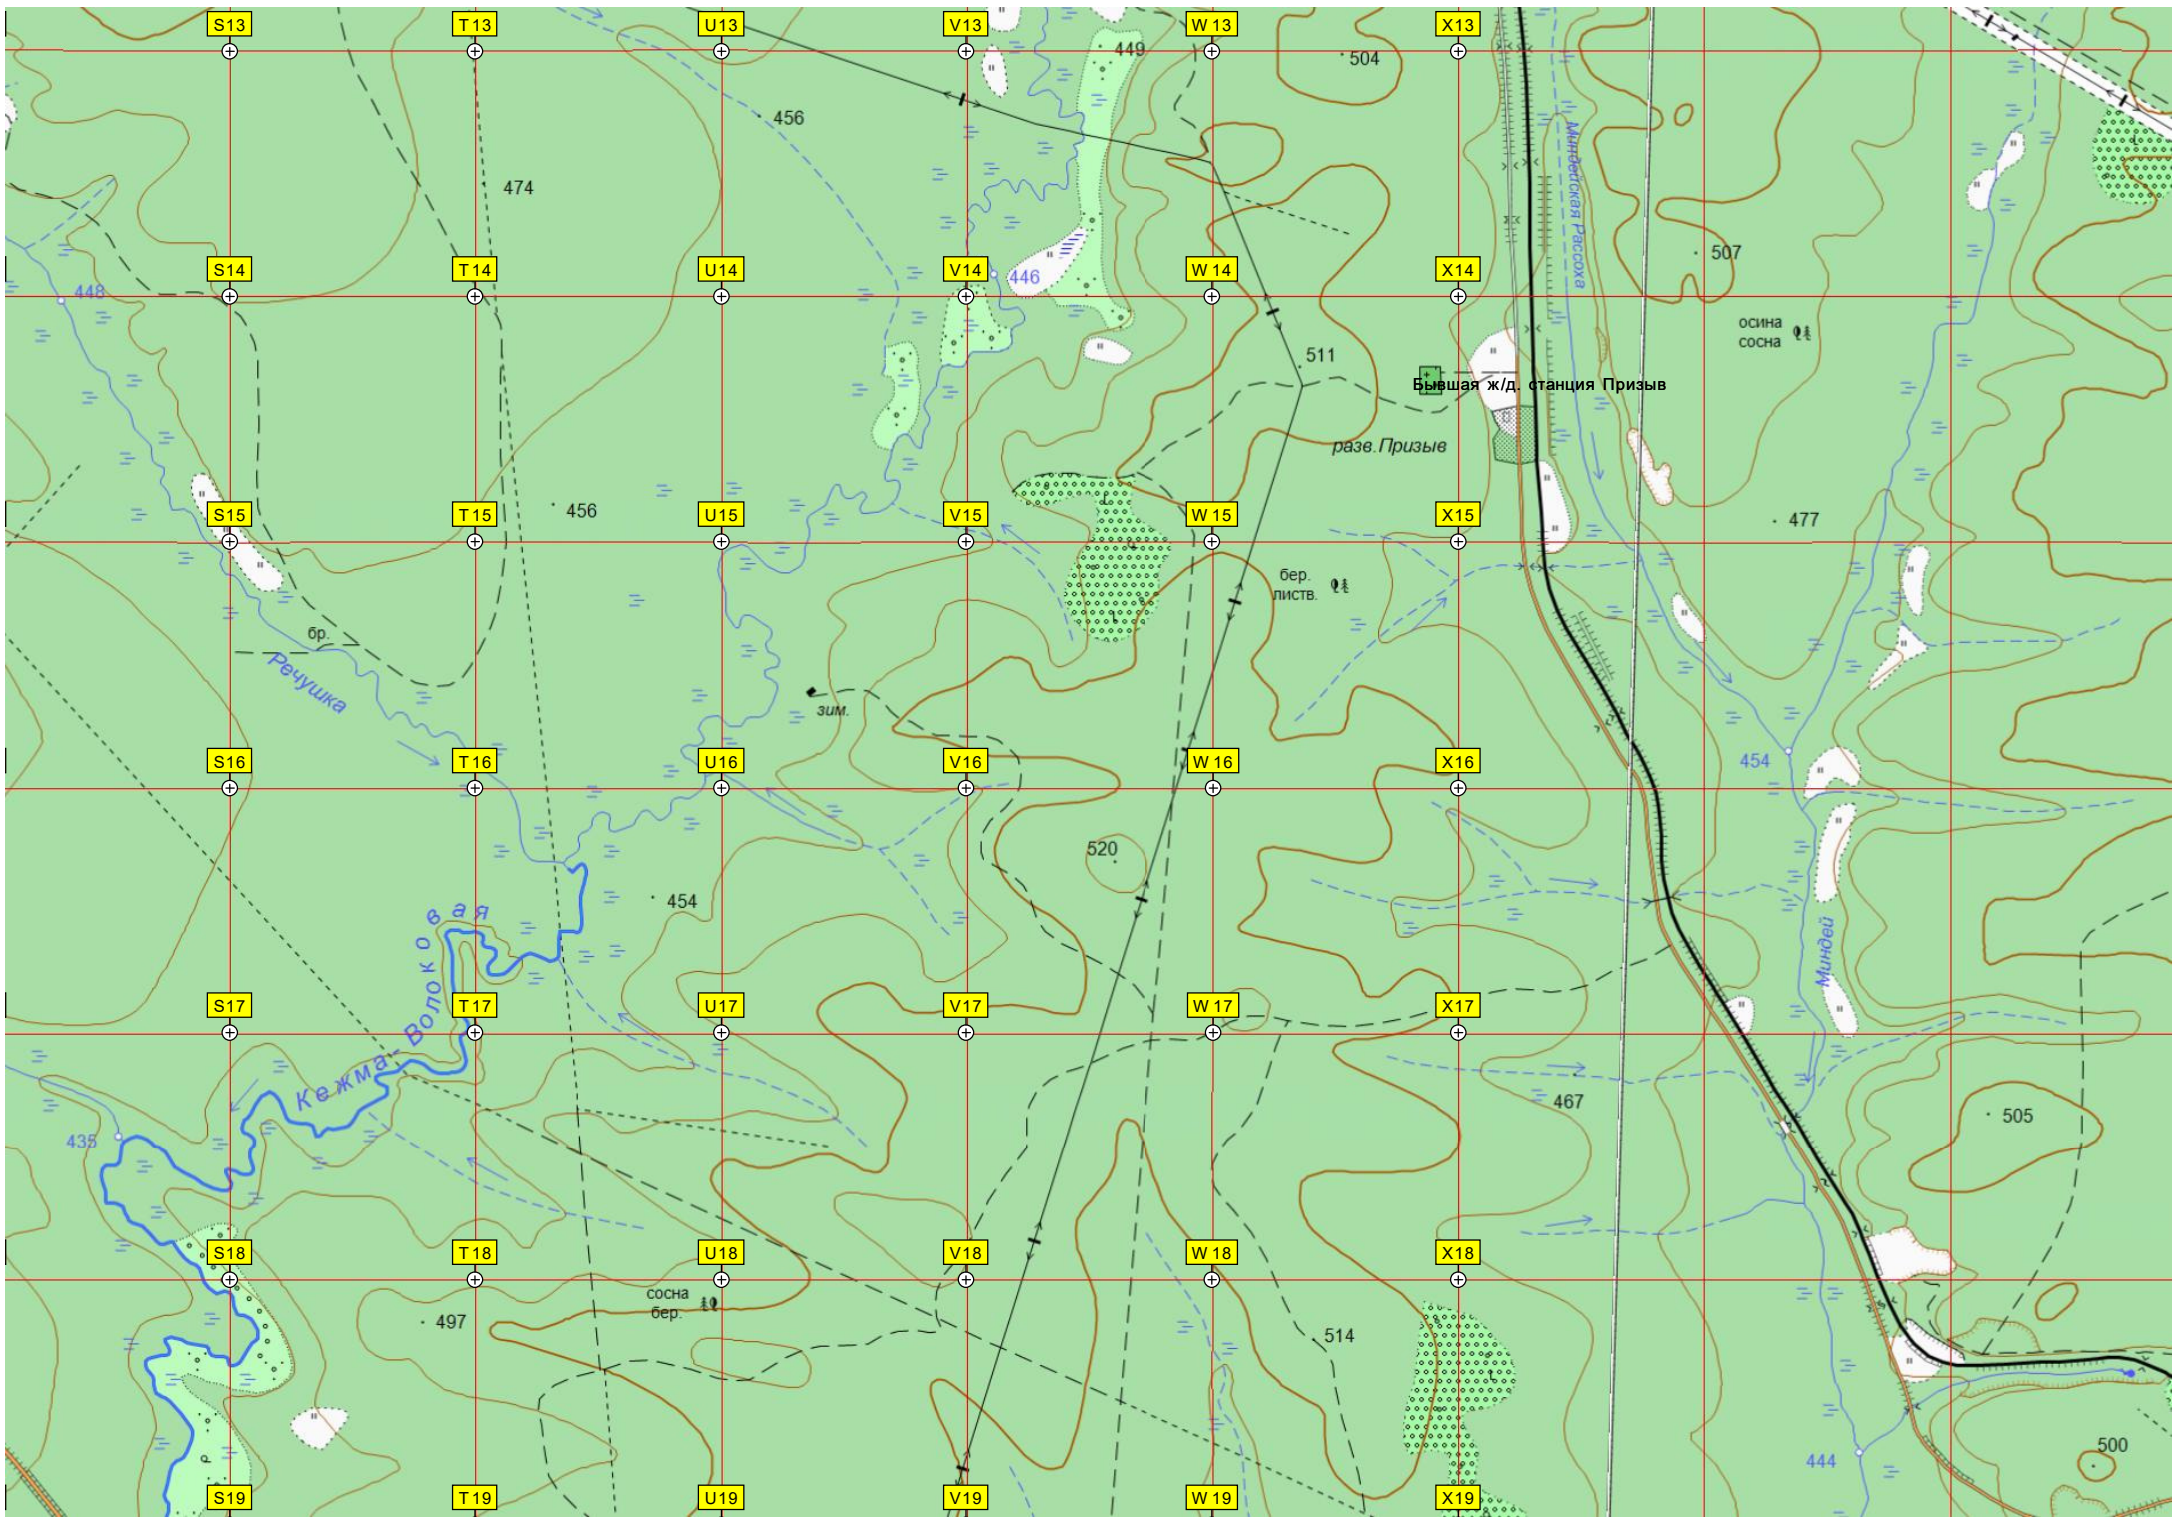 S13
T13
U13
V13
W13
X13
449
504
456
474
Миндейская Рассоха
507
S14
T14
U14
V14
W14
X14
446
448
осина
сосна
511
Бывшая ж/д. станция Призыв
разв.Призыв
S15
T15
U15
V15
W15
X15
456
477
бер.
листв.
бр.
Речушка
зим.
S16
T16
U16
V16
W16
X16
454
520
454
Кежма-Волоковая
Миндей
S17
T17
U17
V17
W17
X17
467
505
435
S18
T18
U18
V18
W18
X18
сосна
бер.
497
514
500
444
S19
T19
U19
V19
W19
X19